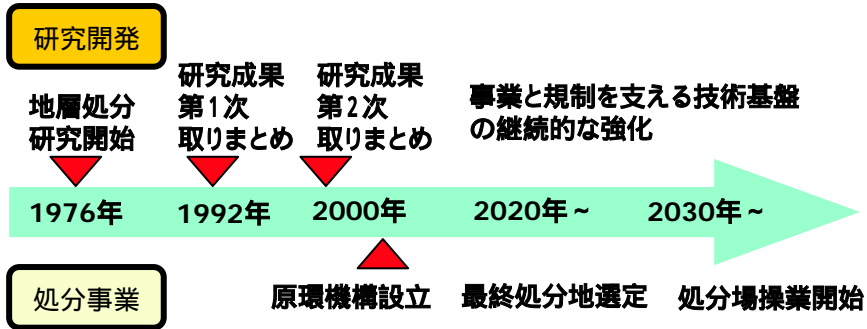 研究開発
地層処分
研究開始
研究成果
第1次
取りまとめ
研究成果
第2次
取りまとめ
事業と規制を支える技術基盤
の継続的な強化
1976年
1992年
2000年
2020年~
2030年~
処分事業
原環機構設立
最終処分地選定
処分場操業開始